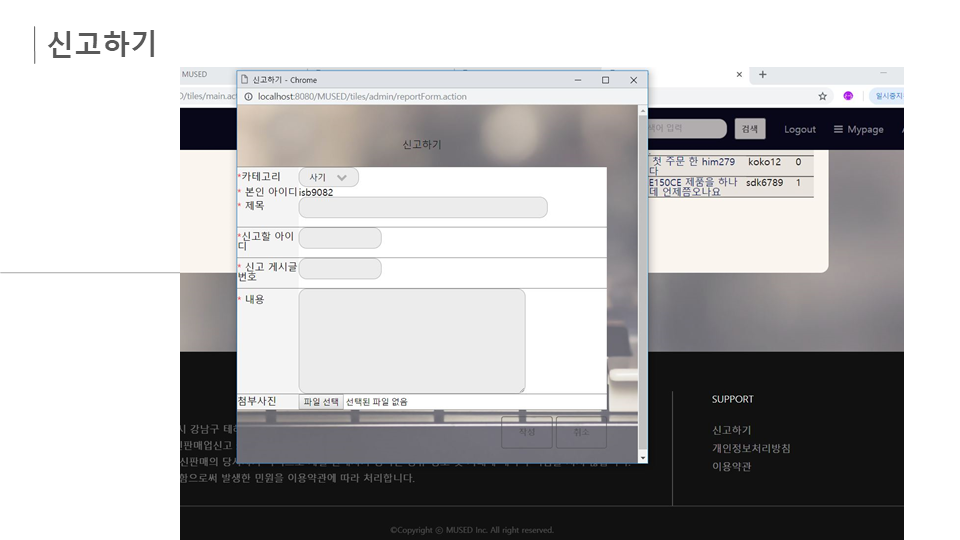 신고하기
MUSED
신고하기 - Chrome
localhost:8080/MUSED/tiles/admin/reportForm.action
D/tiles/main.ac
일시중지
입력
검색
Logout
Mypage
신고하기
첫 주문 한 him279 koko12 0
다
E150CE 제품을 하나 sdk6789 1
데 언제쯤오나요
*카테고리 사기
* 본인 아이디 isb9082
* 제목
*신고할 아이
디
* 신고 게시글
번호
* 내용
첨부사진 파일 선택 선택된 파일 없음
작성 취소
SUPPORT
신고하기
개인정보처리방침
이용약관
시 강남구 테
신판매업신고
신판매의 당사
함으로써 발생한 민원을 이용약관에 따라 처리합니다.
©Copyright ⓒ MUSED Inc. All right reserved.